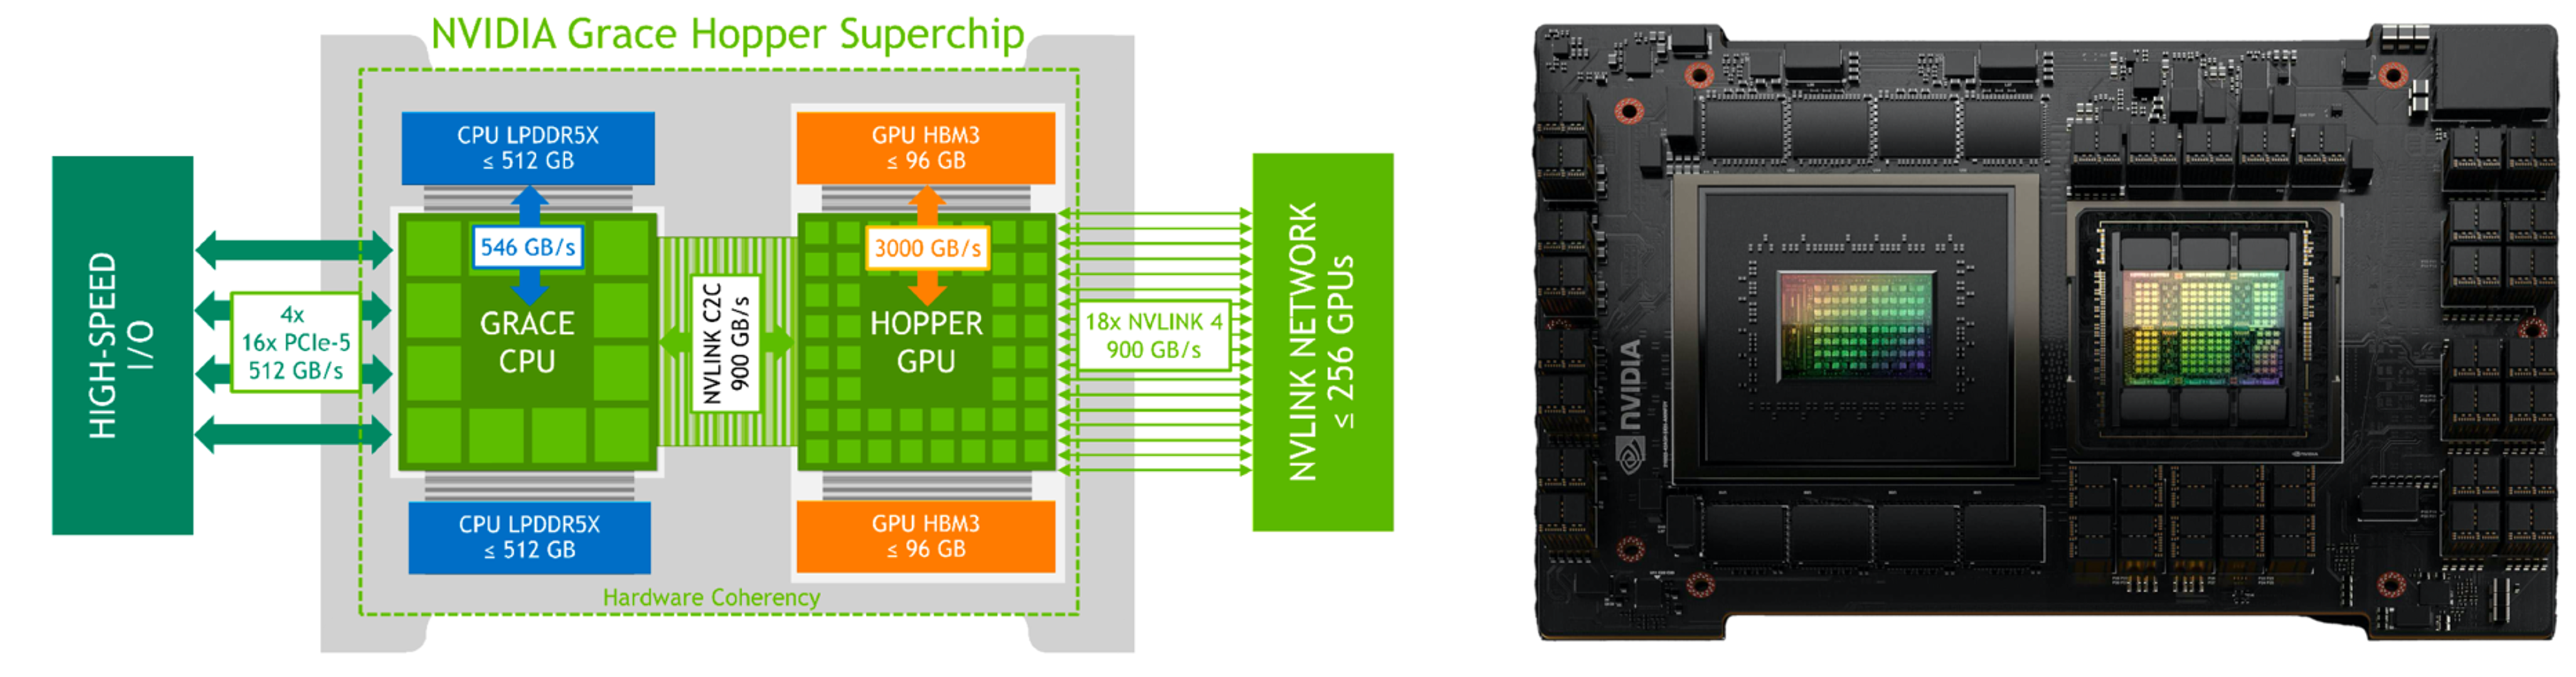 NVIDIA Grace Hopper Superchip
HIGH-SPEED
I/O
4x
16x PCIe-5
512 GB/s
CPU LPDDR5X
≤ 512 GB
546 GB/s
GRACE
CPU
CPU LPDDR5X
≤ 512 GB
NVLINK C2C
900 GB/s
GPU HBM3
≤ 96 GB
3000 GB/s
HOPPER
GPU
GPU HBM3
≤ 96 GB
Hardware Coherency
18x NVLINK 4
900 GB/s
NVLINK NETWORK
≤ 256 GPUs
NVIDIA